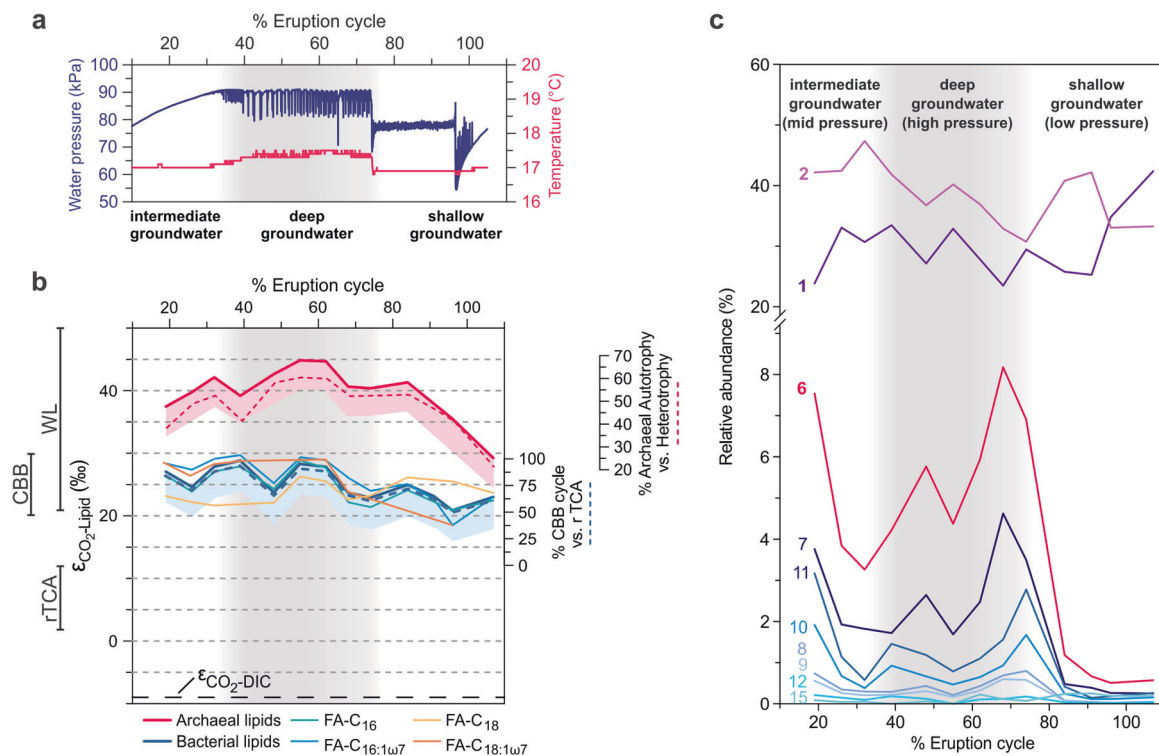 a
% Eruption cycle
20 40 60 80 100
Water pressure (kPa)
100
90
80
70
60
50
Temperature (°C)
20
19
18
17
16
intermediate groundwater
deep groundwater
shallow groundwater
b
% Eruption cycle
20 40 60 80 100
WL
CBB
rTCA
εCO₂-Lipid (‰)
40
20
0
εCO₂-DIC
% Archaeal Autotrophy
vs. Heterotrophy
70
60
50
40
30
20
% CBB cycle
vs. r TCA
100
75
50
25
0
Archaeal lipids FA-C₁₆ FA-C₁₈
Bacterial lipids FA-C₁₆:₁ω₇ FA-C₁₈:₁ω₇
c
intermediate groundwater (mid pressure)
deep groundwater (high pressure)
shallow groundwater (low pressure)
Relative abundance (%)
60
40
20
8
6
4
2
0
2
1
6
7
11
10
8
9
12
15
20 40 60 80 100
% Eruption cycle